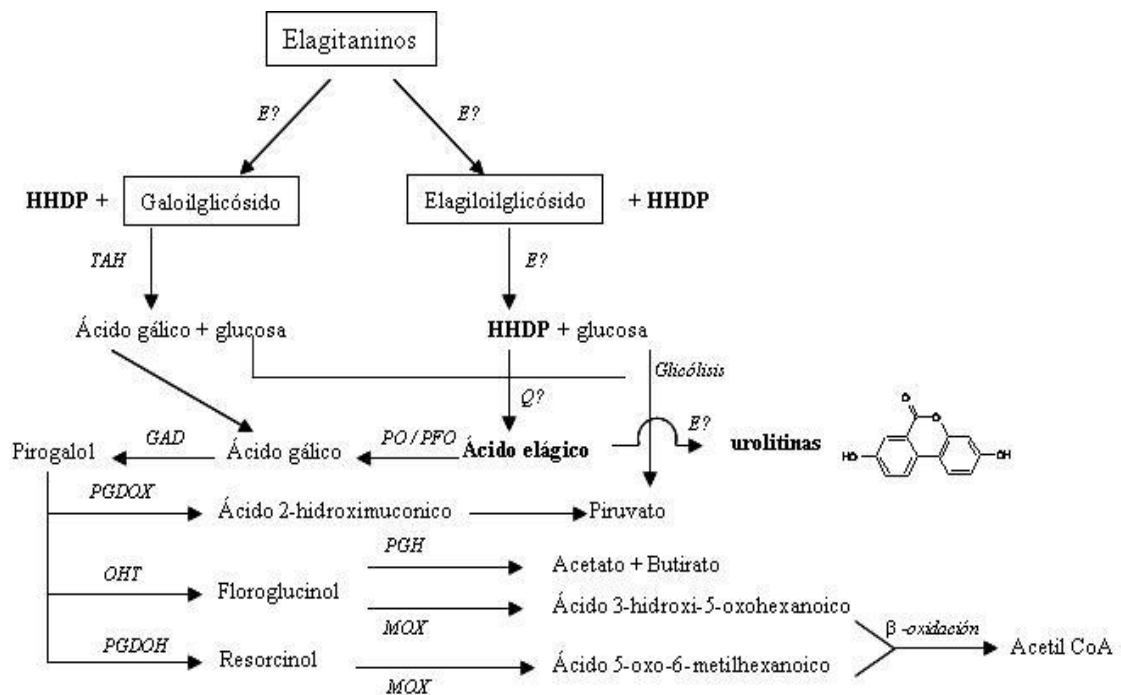 Elagitaninos
E? E?
HHDP + Galoilglicósido Elagiloilglicósido + HHDP
TAH E?
Ácido gálico + glucosa HHDP + glucosa
Glicólisis
Q?
Pirogalol GAD Ácido gálico PO / PFO Ácido elágico E? urolitinas
O O HO OH
PGDOX Ácido 2-hidroximuconico Piruvato
PGH Acetato + Butirato
OHT Floroglucinol
MOX Ácido 3-hidroxi-5-oxohexanoico
β -oxidación Acetil CoA
PGDOH Resorcinol MOX Ácido 5-oxo-6-metilhexanoico